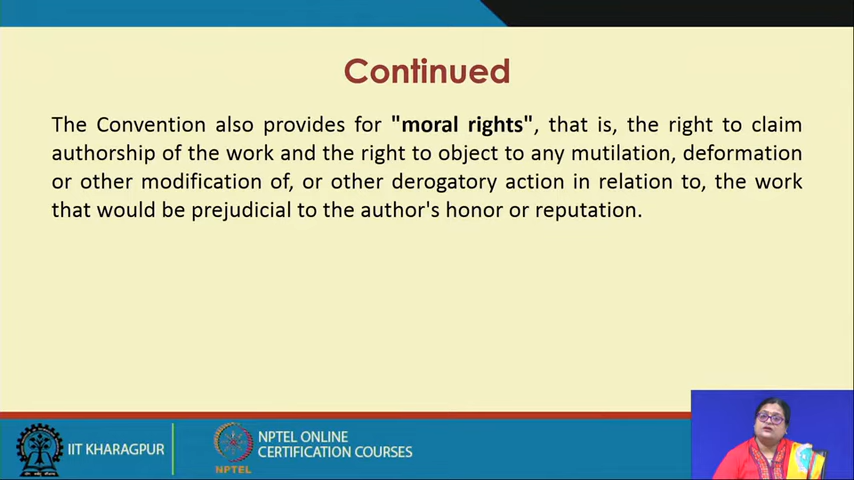 Continued
The Convention also provides for "moral rights", that is, the right to claim
authorship of the work and the right to object to any mutilation, deformation
or other modification of, or other derogatory action in relation to, the work
that would be prejudicial to the author's honor or reputation.
IIT KHARAGPUR
NPTEL
NPTEL ONLINE
CERTIFICATION COURSES